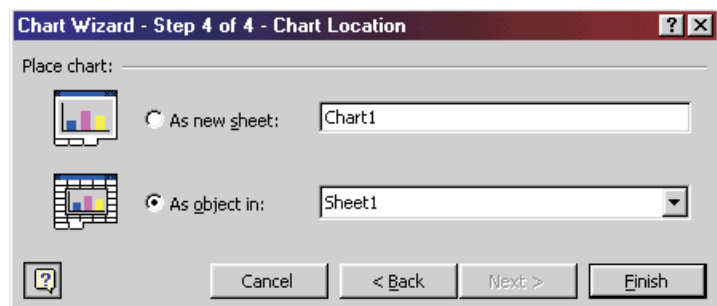 Chart Wizard - Step 4 of 4 - Chart Location
Place chart:
As new sheet: Chart1
As object in: Sheet1
Cancel < Back Next > Finish